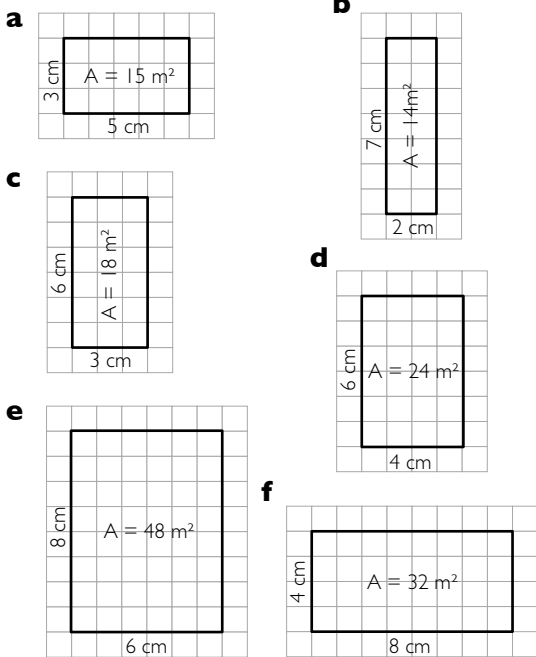 a
3 cm
A = 15 m²
5 cm
b
7 cm
A = 14m²
2 cm
c
6 cm
A = 18 m²
3 cm
d
6 cm
A = 24 m²
4 cm
e
8 cm
A = 48 m²
6 cm
f
4 cm
A = 32 m²
8 cm